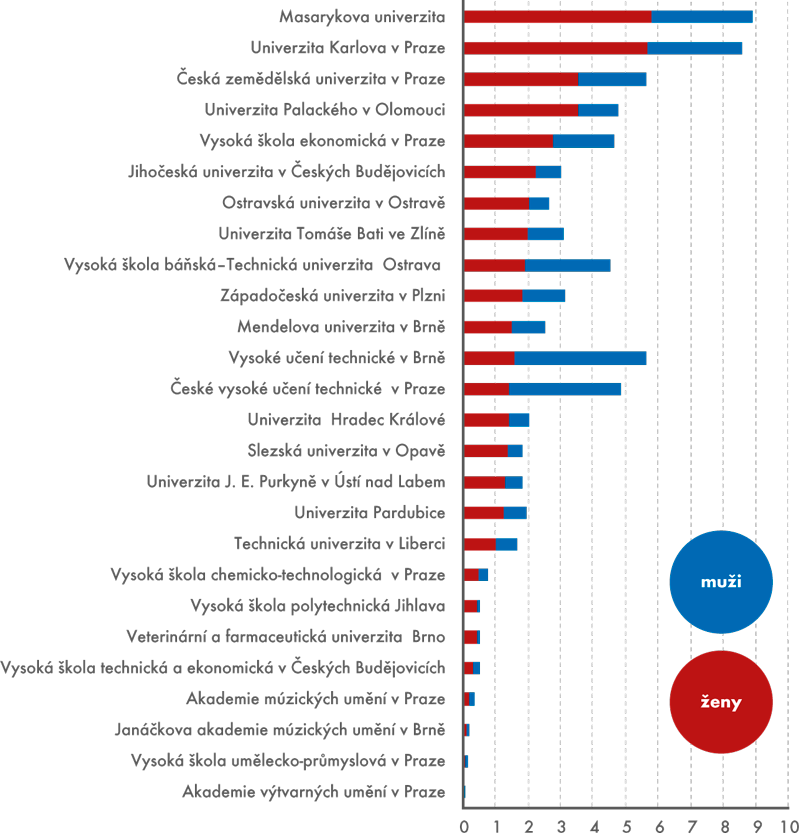 Masarykova univerzita
Univerzita Karlova v Praze
Česká zemědělská univerzita v Praze
Univerzita Palackého v Olomouci
Vysoká škola ekonomická v Praze
Jihočeská univerzita v Českých Budějovicích
Ostravská univerzita v Ostravě
Univerzita Tomáše Bati ve Zlíně
Vysoká škola báňská–Technická univerzita Ostrava
Západočeská univerzita v Plzni
Mendelova univerzita v Brně
Vysoké učení technické v Brně
České vysoké učení technické v Praze
Univerzita Hradec Králové
Slezská univerzita v Opavě
Univerzita J. E. Purkyně v Ústí nad Labem
Univerzita Pardubice
Technická univerzita v Liberci
Vysoká škola chemicko-technologická v Praze
Vysoká škola polytechnická Jihlava
Veterinární a farmaceutická univerzita Brno
Vysoká škola technická a ekonomická v Českých Budějovicích
Akademie múzických umění v Praze
Janáčkova akademie múzických umění v Brně
Vysoká škola umělecko-průmyslová v Praze
Akademie výtvarných umění v Praze
0 1 2 3 4 5 6 7 8 9 10
muži
ženy